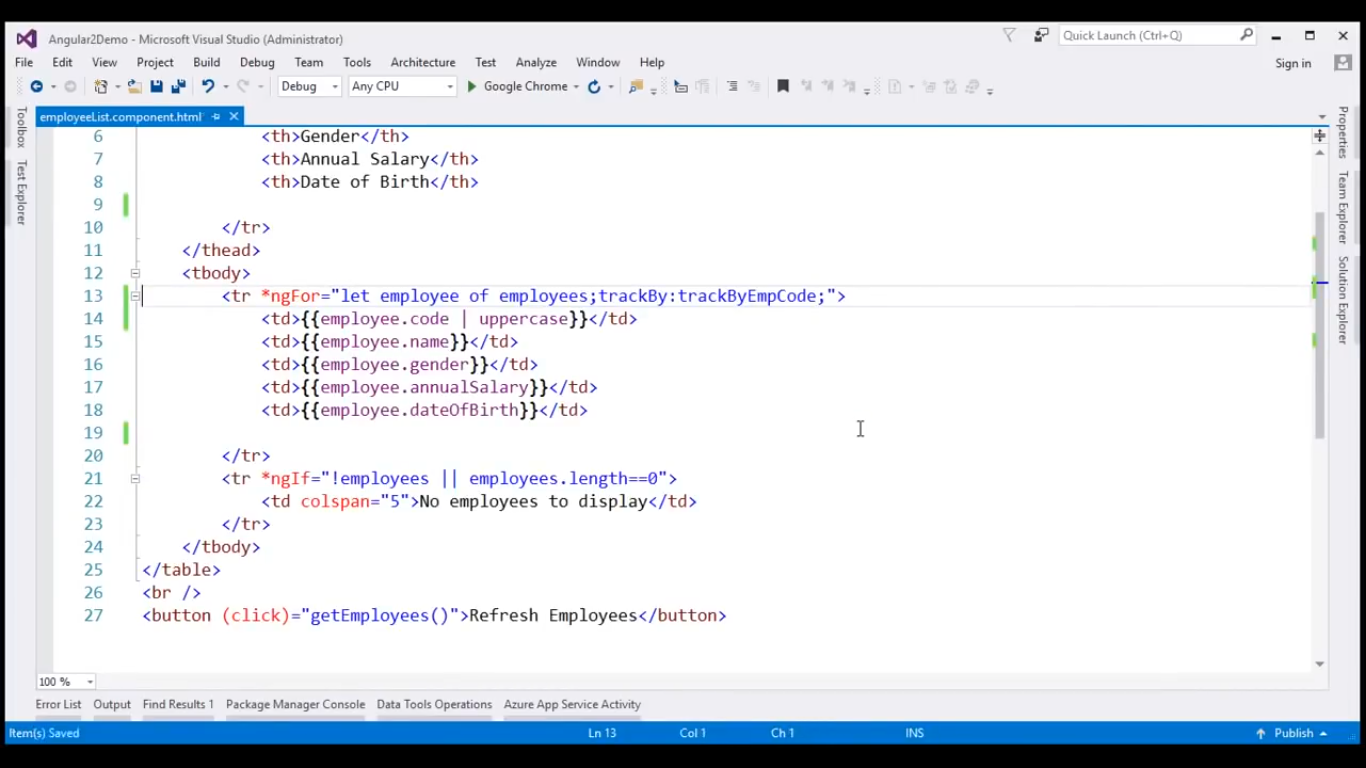 Angular2Demo - Microsoft Visual Studio (Administrator)
Quick Launch (Ctrl+Q)
File Edit View Project Build Debug Team Tools Architecture Test Analyze Window Help
Sign in
Debug Any CPU Google Chrome
employeeList.component.html
Toolbox
Test Explorer
Properties
Team Explorer
Solution Explorer
6 <th>Gender</th>
7 <th>Annual Salary</th>
8 <th>Date of Birth</th>
9
10 </tr>
11 </thead>
12 <tbody>
13 <tr *ngFor="let employee of employees;trackBy:trackByEmpCode;">
14 <td>{{employee.code | uppercase}}</td>
15 <td>{{employee.name}}</td>
16 <td>{{employee.gender}}</td>
17 <td>{{employee.annualSalary}}</td>
18 <td>{{employee.dateOfBirth}}</td>
19
20 </tr>
21 <tr *ngIf="!employees || employees.length==0">
22 <td colspan="5">No employees to display</td>
23 </tr>
24 </tbody>
25 </table>
26 <br />
27 <button (click)="getEmployees()">Refresh Employees</button>
100 %
Error List Output Find Results 1 Package Manager Console Data Tools Operations Azure App Service Activity
Item(s) Saved Ln 13 Col 1 Ch 1 INS Publish